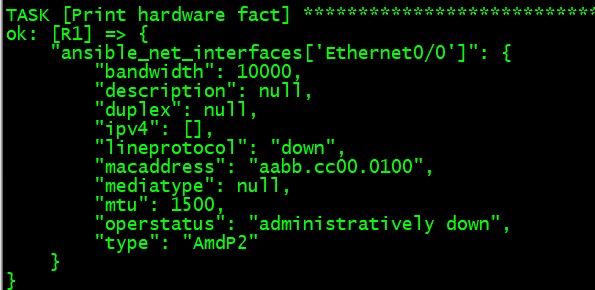 TASK [Print hardware fact] ****************************
ok: [R1] => {
    "ansible_net_interfaces['Ethernet0/0']": {
        "bandwidth": 10000,
        "description": null,
        "duplex": null,
        "ipv4": [],
        "lineprotocol": "down",
        "macaddress": "aabb.cc00.0100",
        "mediatype": null,
        "mtu": 1500,
        "operstatus": "administratively down",
        "type": "AmdP2"
    }
}